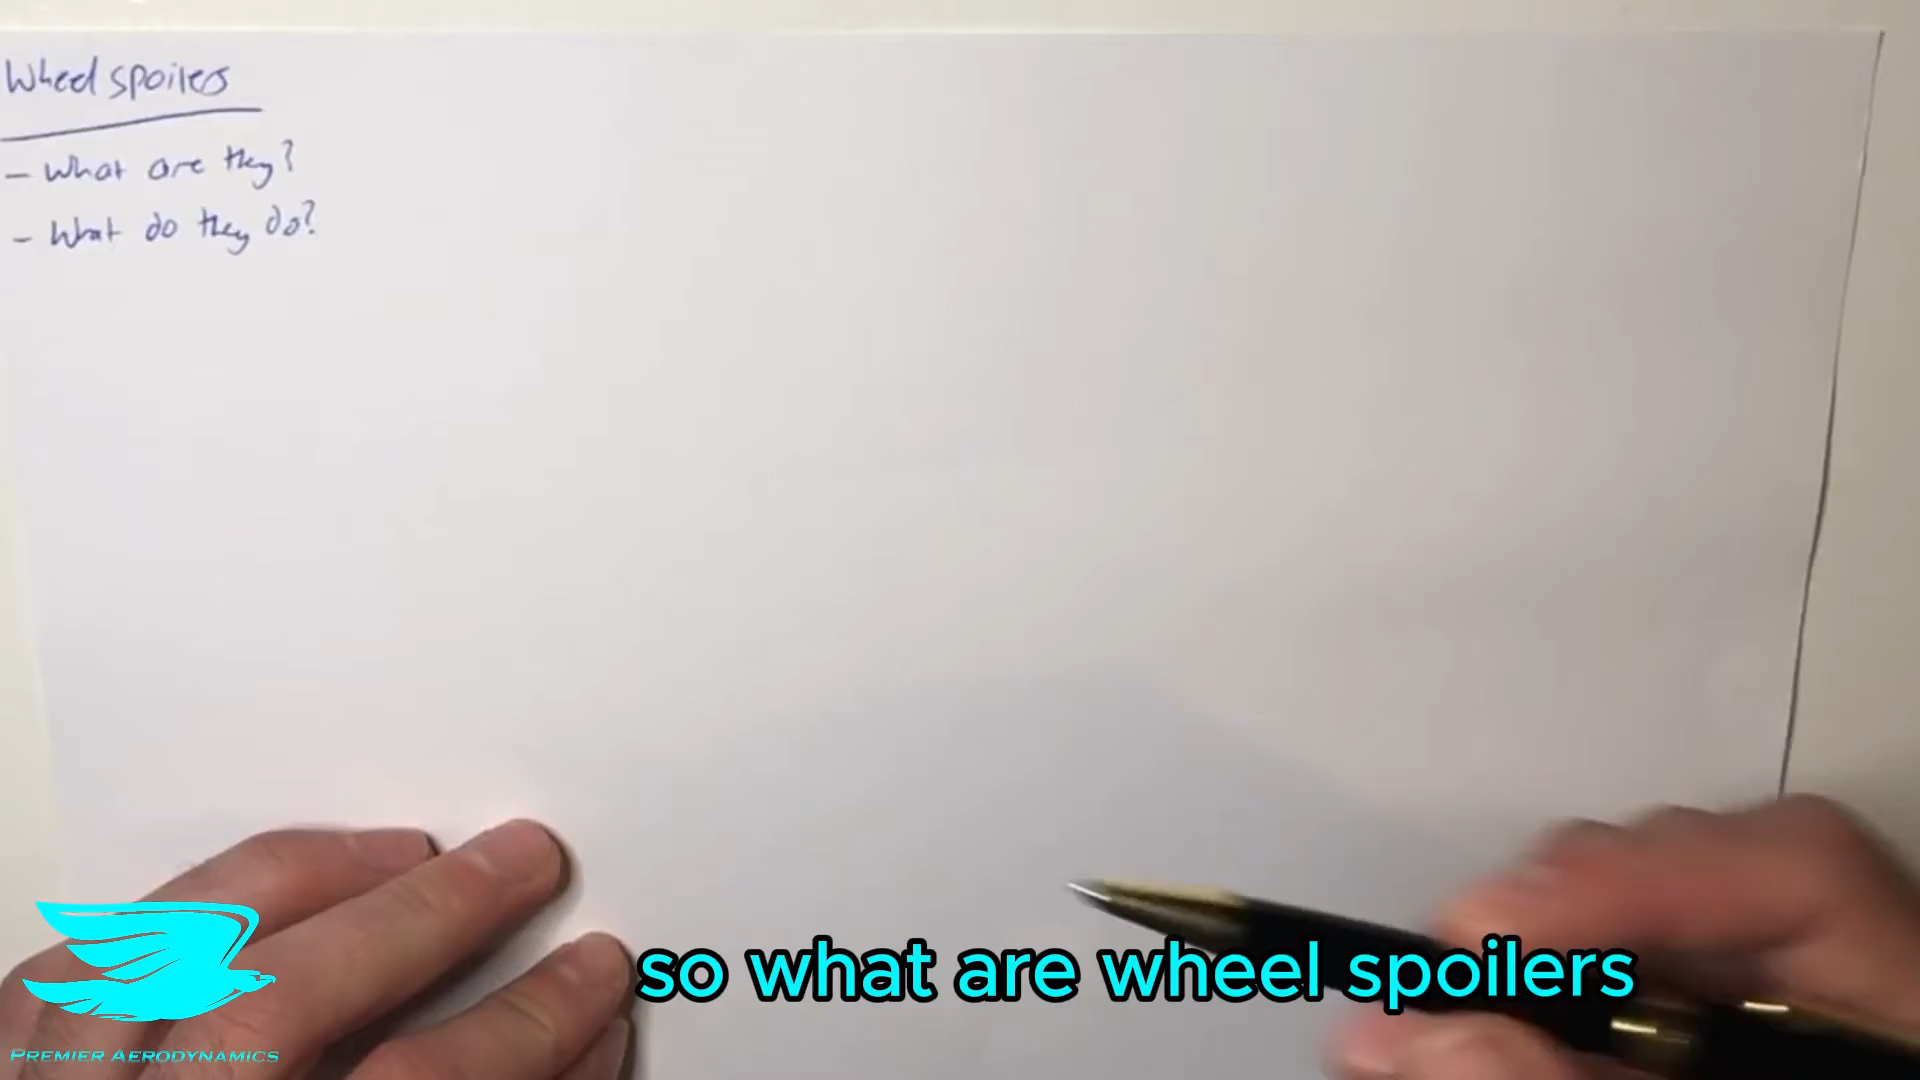 Wheel spoilers
- What are they?
- What do they do?
so what are wheel spoilers
PREMIER AERODYNAMICS